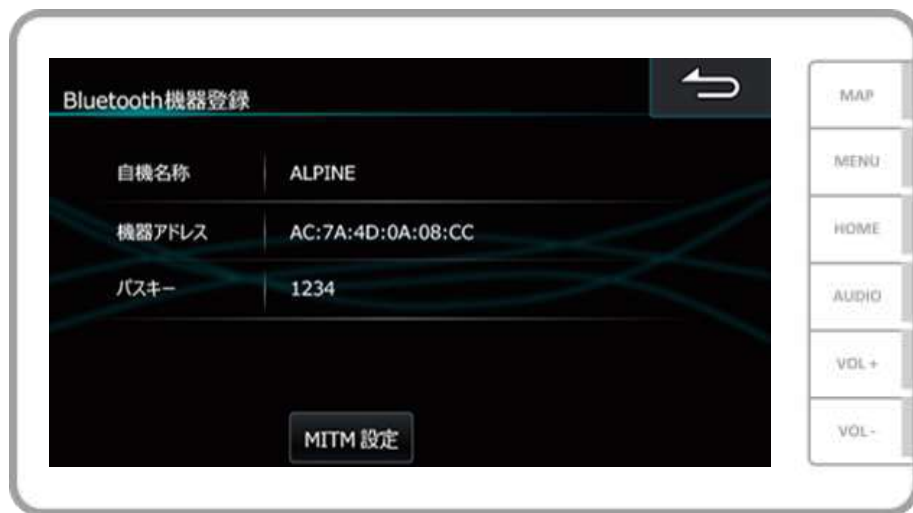 Bluetooth機器登録
自機名称 ALPINE
機器アドレス AC:7A:4D:0A:08:CC
パスキー 1234
MITM 設定
MAP
MENU
HOME
AUDIO
VOL +
VOL -